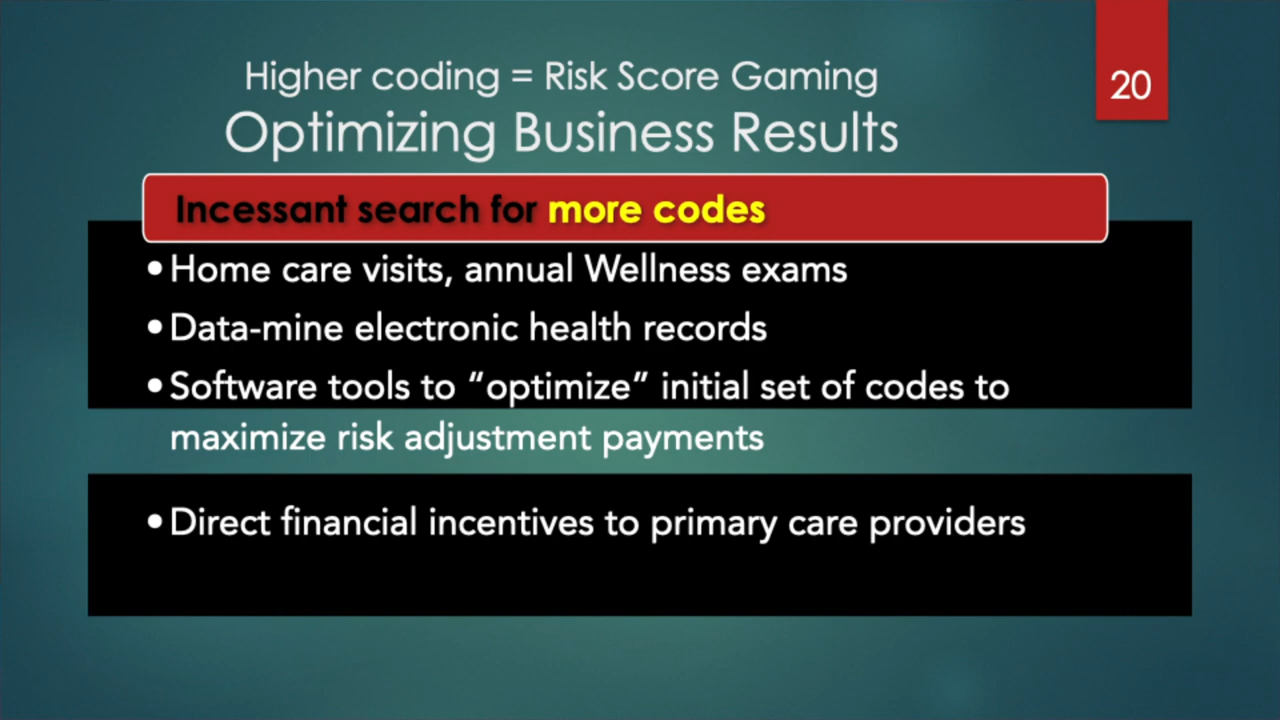 Higher coding = Risk Score Gaming
20
Optimizing Business Results
Incessant search for more codes
•Home care visits, annual Wellness exams
•Data-mine electronic health records
•Software tools to “optimize” initial set of codes to
maximize risk adjustment payments
•Direct financial incentives to primary care providers